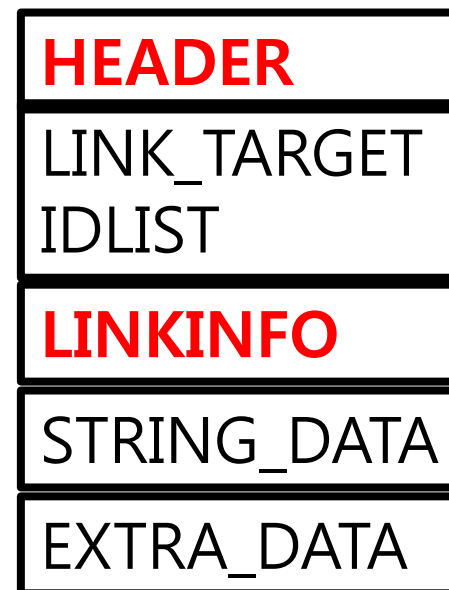 HEADER
LINK_TARGET
IDLIST
LINKINFO
STRING_DATA
EXTRA_DATA